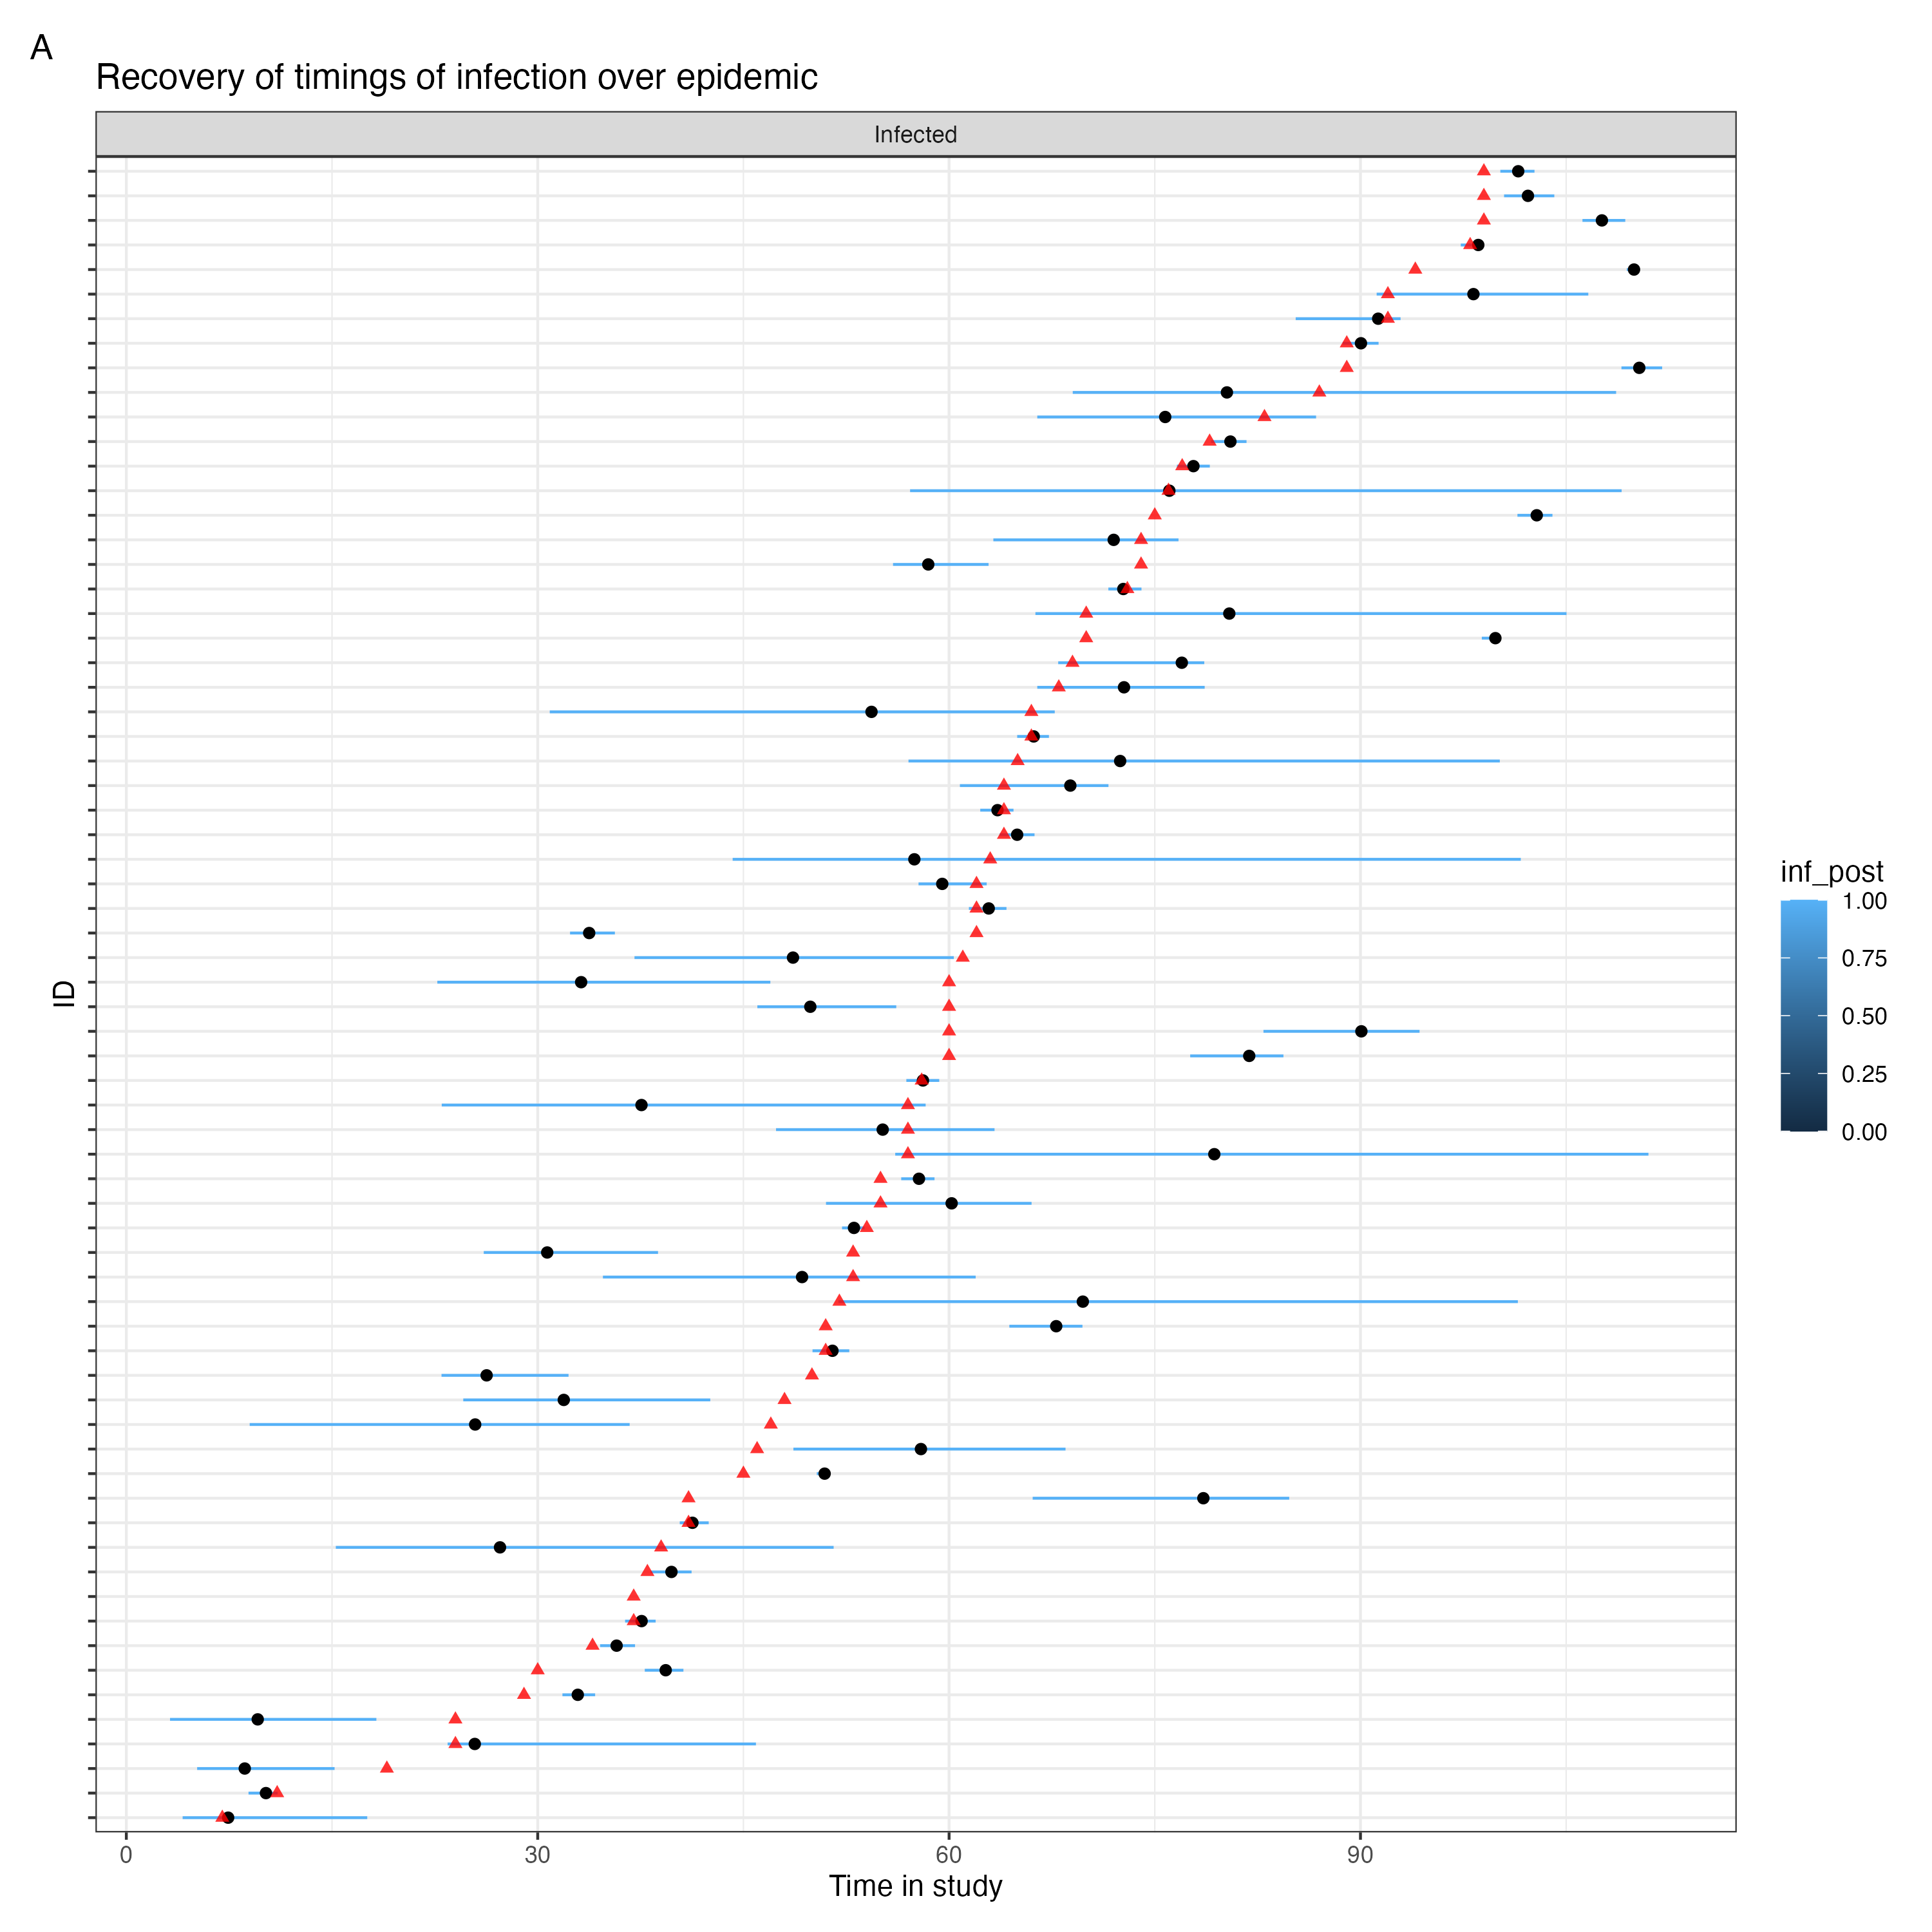 A
Recovery of timings of infection over epidemic
Infected
ID
inf_post
1.00
0.75
0.50
0.25
0.00
0 30 60 90
Time in study